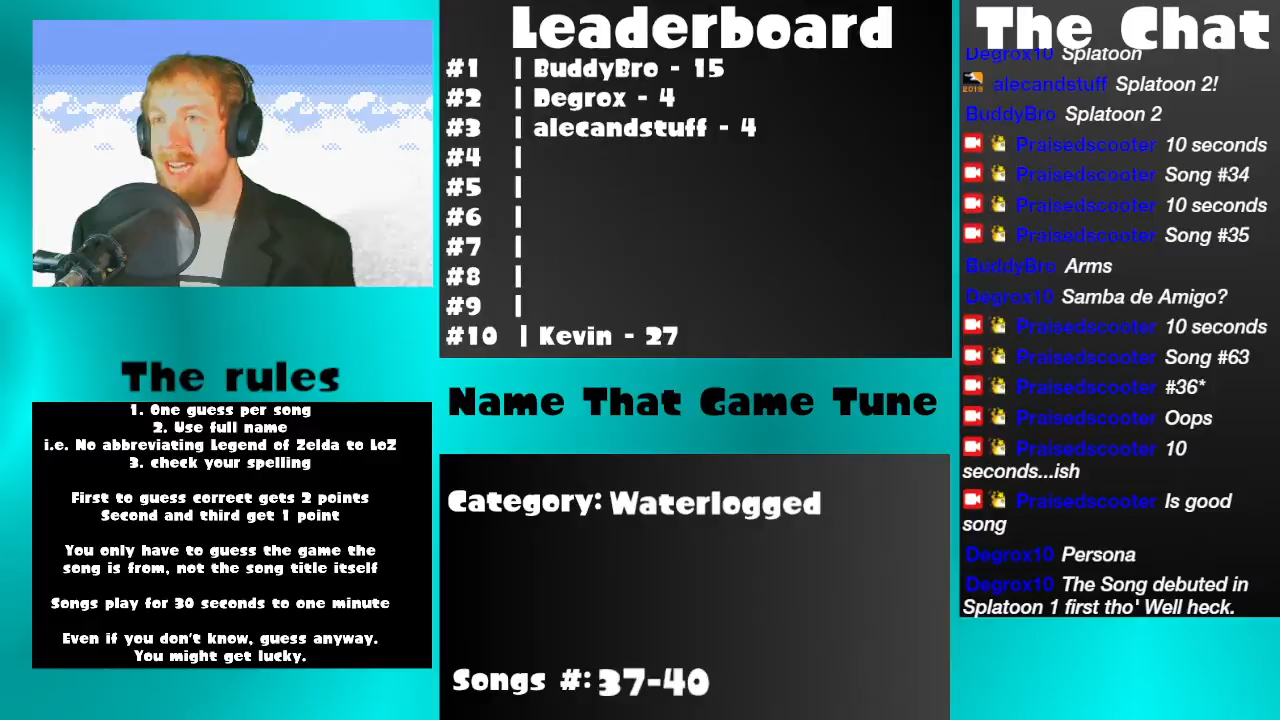 Leaderboard
#1 | BuddyBro - 15
#2 | Degrox - 4
#3 | alecandstuff - 4
#4 |
#5 |
#6 |
#7 |
#8 |
#9 |
#10 | Kevin - 27
The rules
1. One guess per song
2. Use full name
i.e. No abbreviating Legend of Zelda to LoZ
3. check your spelling
First to guess correct gets 2 points
Second and third get 1 point
You only have to guess the game the
song is from, not the song title itself
Songs play for 30 seconds to one minute
Even if you don't know, guess anyway.
You might get lucky.
Name That Game Tune
Category: Waterlogged
Songs #: 37-40
The Chat
Degrox10 Splatoon
2019 alecandstuff Splatoon 2!
BuddyBro Splatoon 2
Praisedscooter 10 seconds
Praisedscooter Song #34
Praisedscooter 10 seconds
Praisedscooter Song #35
BuddyBro Arms
Degrox10 Samba de Amigo?
Praisedscooter 10 seconds
Praisedscooter Song #63
Praisedscooter #36*
Praisedscooter Oops
Praisedscooter 10
seconds...ish
Praisedscooter Is good
song
Degrox10 Persona
Degrox10 The Song debuted in
Splatoon 1 first tho' Well heck.